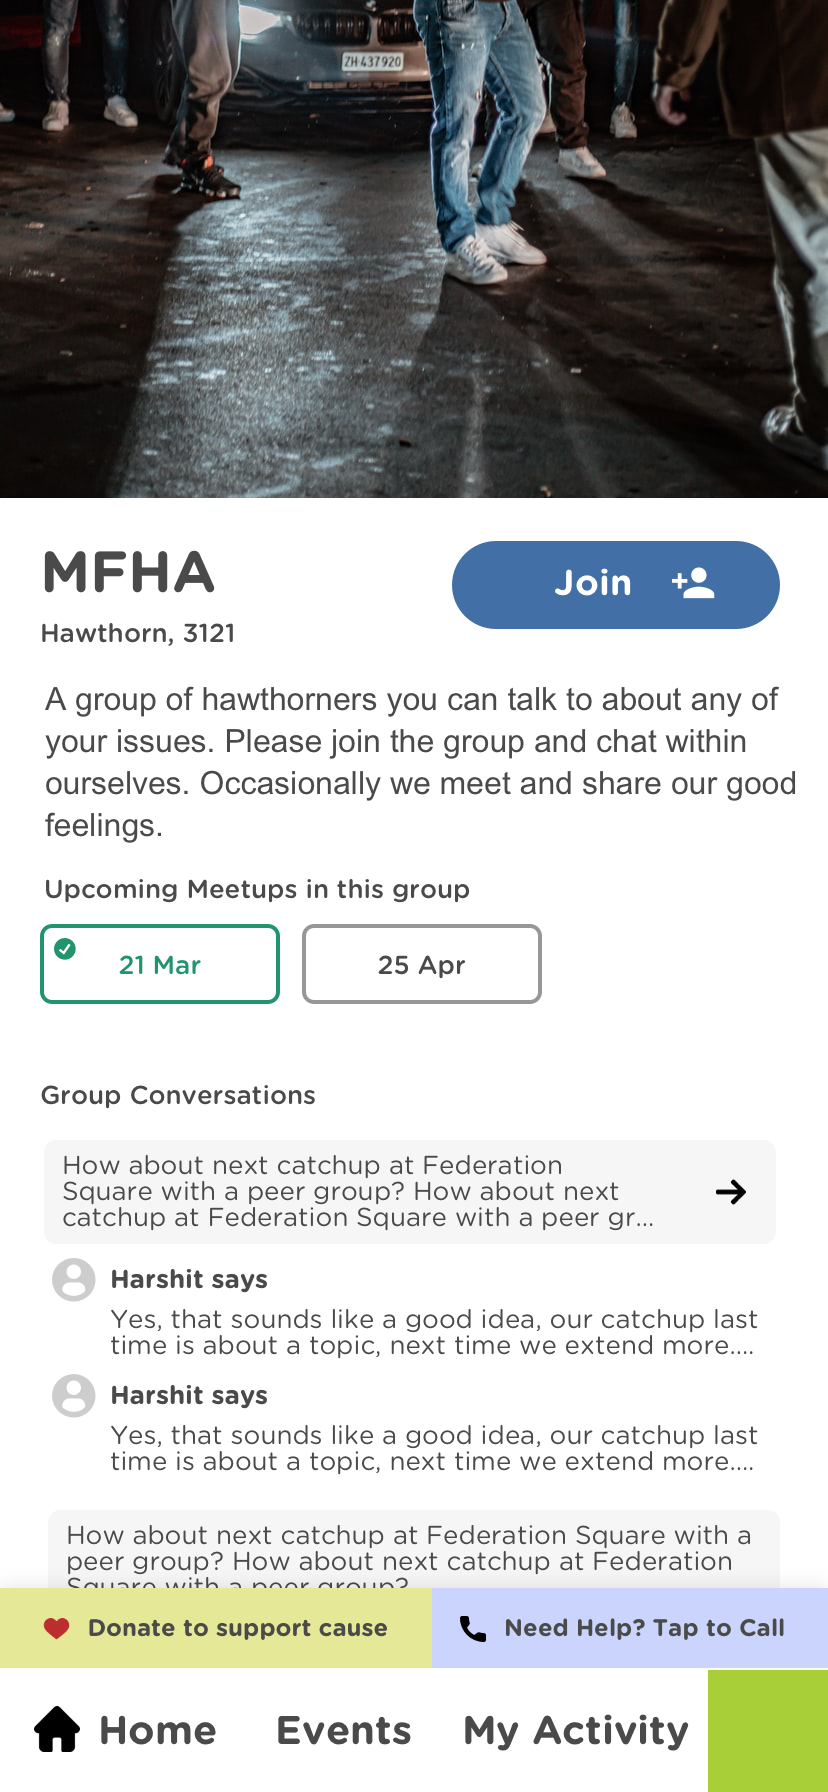 ZH·437920
MFHA
Join
Hawthorn, 3121
A group of hawthorners you can talk to about any of
your issues. Please join the group and chat within
ourselves. Occasionally we meet and share our good
feelings.
Upcoming Meetups in this group
21 Mar
25 Apr
Group Conversations
How about next catchup at Federation
Square with a peer group? How about next
catchup at Federation Square with a peer gr...
Harshit says
Yes, that sounds like a good idea, our catchup last
time is about a topic, next time we extend more....
Harshit says
Yes, that sounds like a good idea, our catchup last
time is about a topic, next time we extend more....
How about next catchup at Federation Square with a
peer group? How about next catchup at Federation
Square with a peer group?
Donate to support cause
Need Help? Tap to Call
Home
Events
My Activity